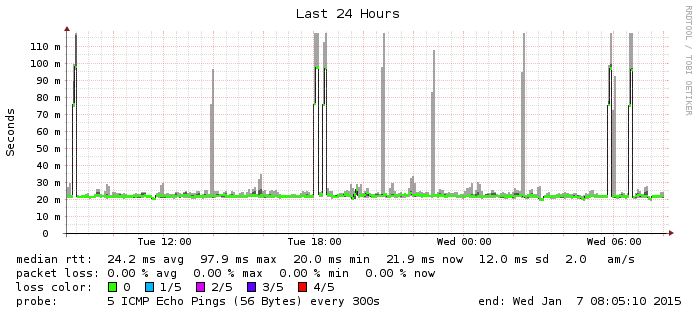 Last 24 Hours
RRDTOOL / TOBI OETIKER
Seconds
110 m
100 m
90 m
80 m
70 m
60 m
50 m
40 m
30 m
20 m
10 m
0
Tue 12:00 Tue 18:00 Wed 00:00 Wed 06:00
median rtt: 24.2 ms avg 97.9 ms max 20.0 ms min 21.9 ms now 12.0 ms sd 2.0 am/s
packet loss: 0.00 % avg 0.00 % max 0.00 % min 0.00 % now
loss color: 0 1/5 2/5 3/5 4/5
probe: 5 ICMP Echo Pings (56 Bytes) every 300s end: Wed Jan 7 08:05:10 2015